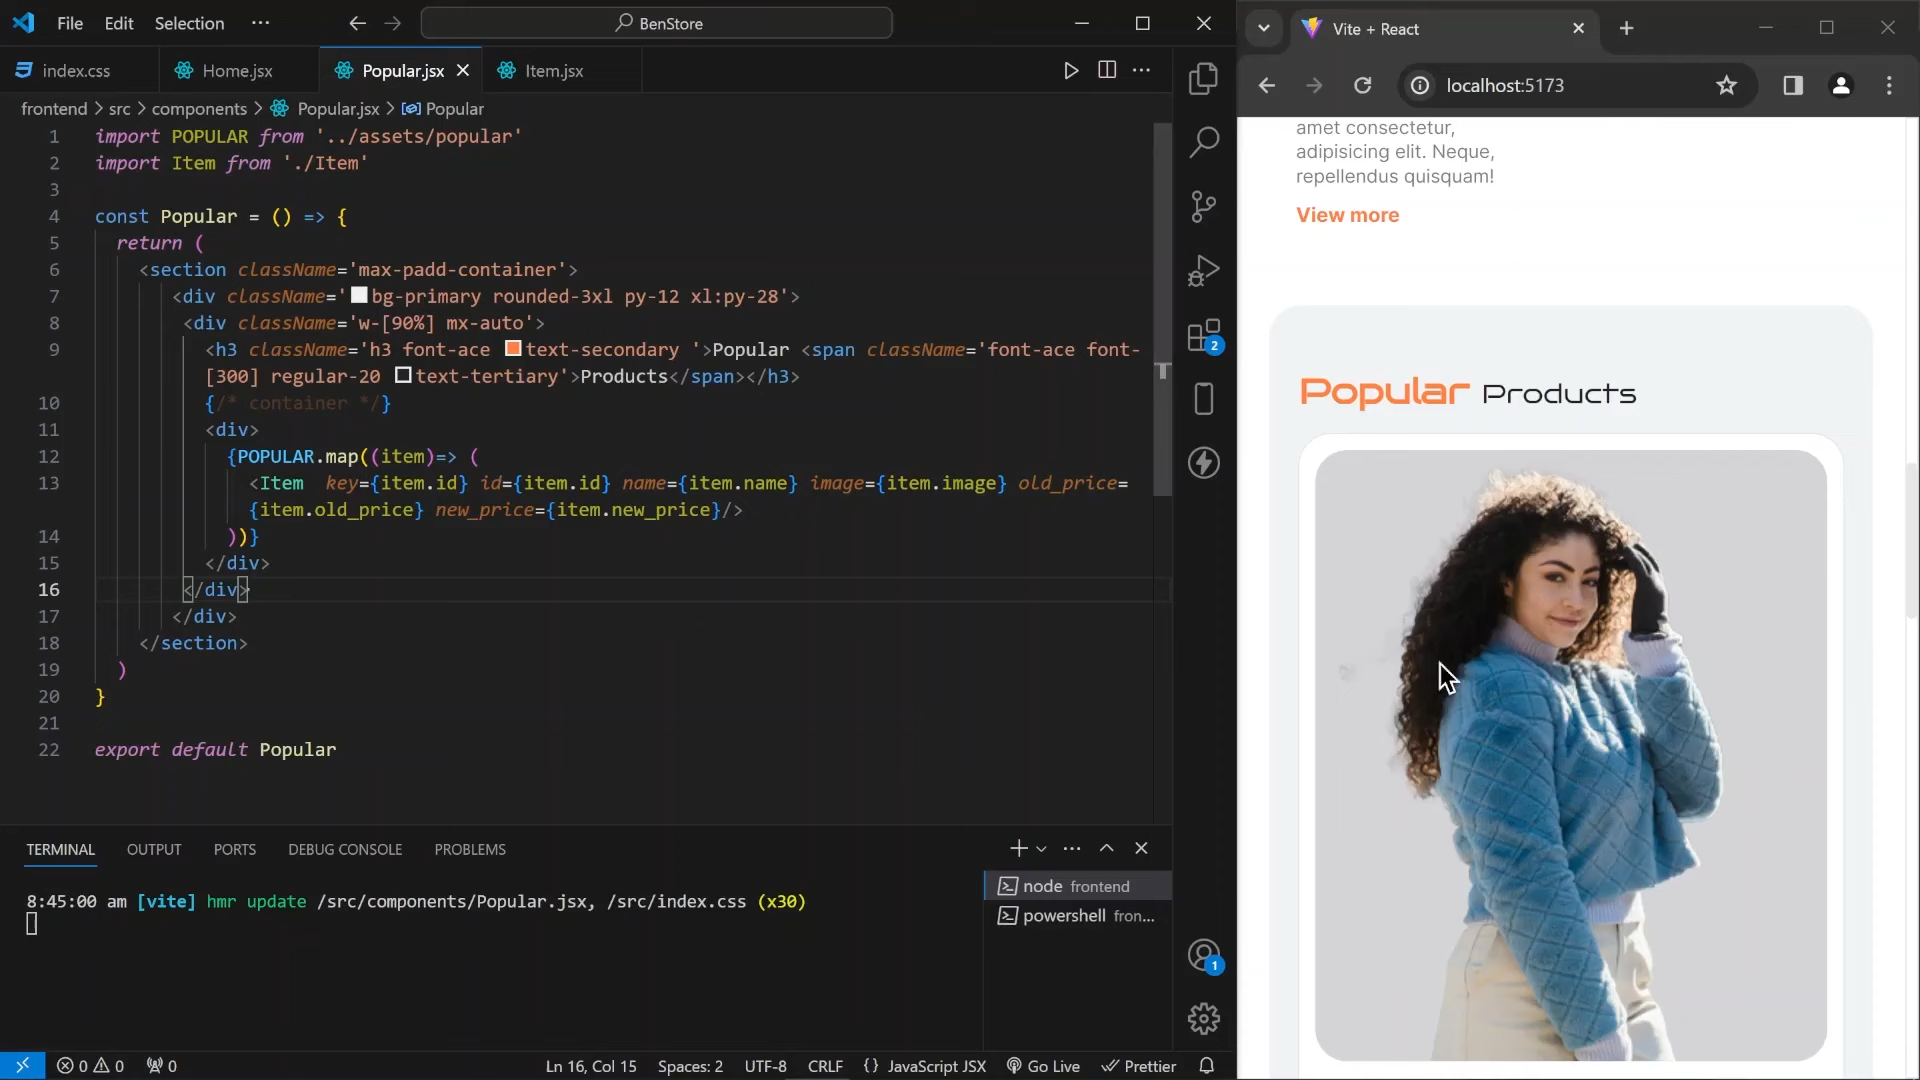 File
Edit
Selection
BenStore
index.css
Home.jsx
Popular.jsx
Item.jsx
frontend > src > components > Popular.jsx > Popular
1 import POPULAR from '../assets/popular'
2 import Item from './Item'
3
4 const Popular = () => {
5 return (
6 <section className='max-padd-container'>
7 <div className='bg-primary rounded-3xl py-12 xl:py-28'>
8 <div className='w-[90%] mx-auto'>
9 <h3 className='h3 font-ace text-secondary '>Popular <span className='font-ace font-
[300] regular-20 text-tertiary'>Products</span></h3>
10 {/* container */}
11 <div>
12 {POPULAR.map((item)=> (
13 <Item key={item.id} id={item.id} name={item.name} image={item.image} old_price=
{item.old_price} new_price={item.new_price}/>
14 ))}
15 </div>
16 </div>
17 </div>
18 </section>
19 )
20 }
21
22 export default Popular
TERMINAL
OUTPUT
PORTS
DEBUG CONSOLE
PROBLEMS
8:45:00 am [vite] hmr update /src/components/Popular.jsx, /src/index.css (x30)
node frontend
powershell fron...
2
1
0 0
0
Ln 16, Col 15
Spaces: 2
UTF-8
CRLF
{} JavaScript JSX
Go Live
Prettier
Vite + React
localhost:5173
amet consectetur,
adipisicing elit. Neque,
repellendus quisquam!
View more
Popular Products